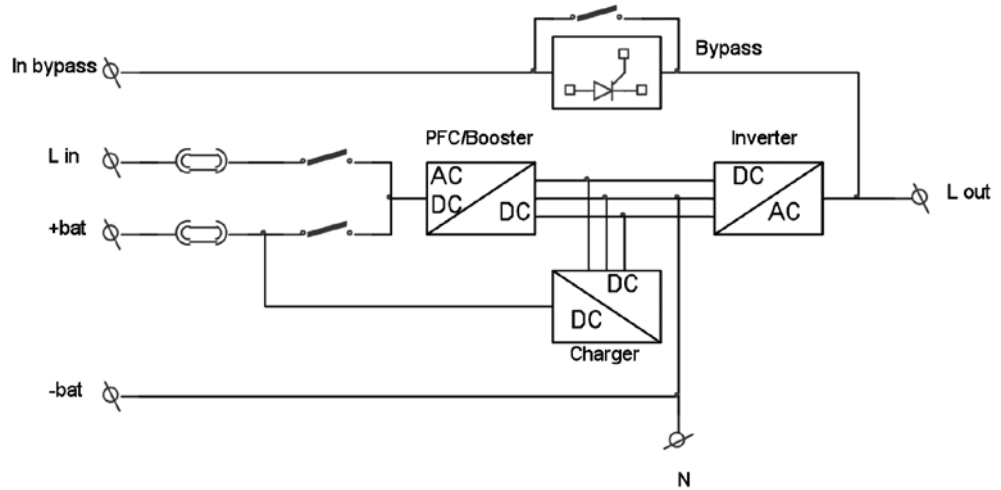 In bypass
Bypass
L in
PFC/Booster
Inverter
AC
DC
DC
DC
AC
L out
+bat
DC
DC
Charger
-bat
N